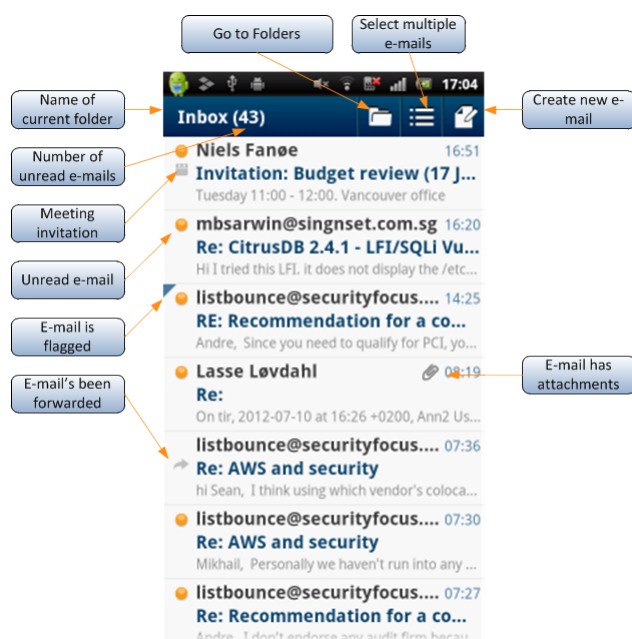 Go to Folders
Select multiple
e-mails
17:04
Name of
current folder
Inbox (43)
Create new e-
mail
Number of
unread e-mails
Niels Fanøe 16:51
Invitation: Budget review (17 J...
Tuesday 11:00 - 12:00. Vancouver office
Meeting
invitation
mbsarwin@singnset.com.sg 16:20
Re: CitrusDB 2.4.1 - LFI/SQLi Vu...
Hi I tried this LFI. it does not display the /etc...
Unread e-mail
listbounce@securityfocus.... 14:25
RE: Recommendation for a co...
Andre, Since you need to qualify for PCI, yo...
E-mail is
flagged
Lasse Løvdahl 08:19
Re:
On tir, 2012-07-10 at 16:26 +0200, Ann2 Us...
E-mail has
attachments
E-mail's been
forwarded
listbounce@securityfocus.... 07:36
Re: AWS and security
hi Sean, I think using which vendor's coloca...
listbounce@securityfocus.... 07:30
Re: AWS and security
Mikhail, Personally we haven't run into any ...
listbounce@securityfocus.... 07:27
Re: Recommendation for a co...
Andre, I don't endorse any audit firm becau...